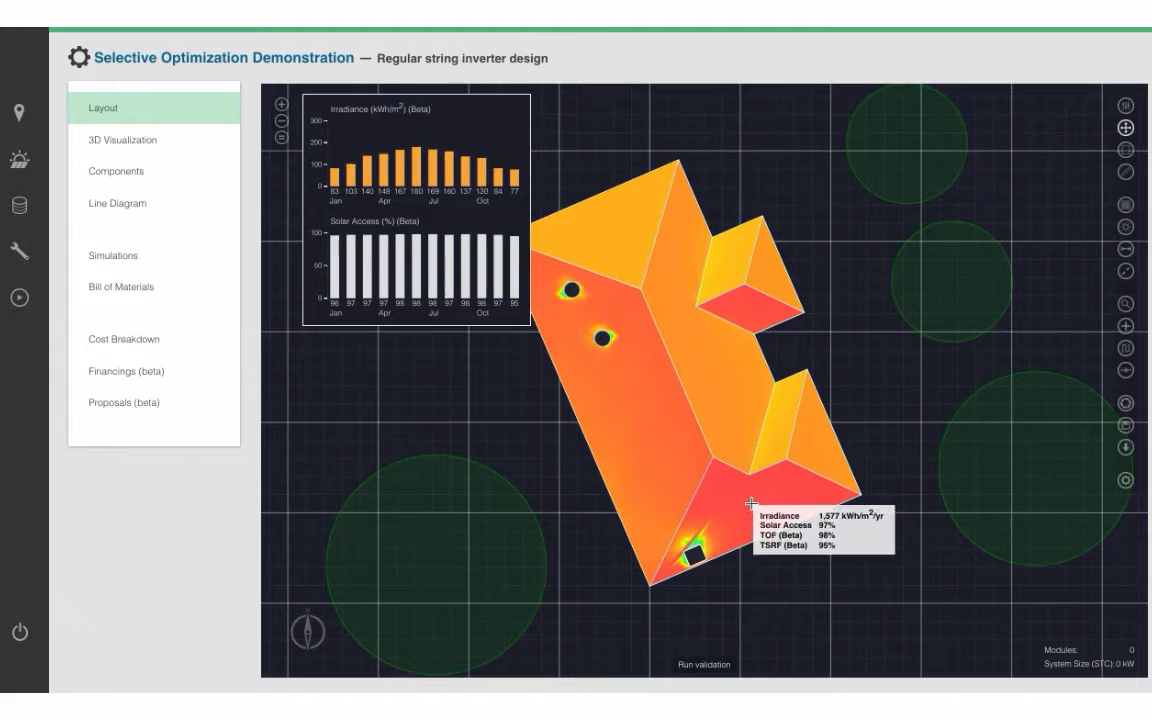 Selective Optimization Demonstration — Regular string inverter design
Layout
3D Visualization
Components
Line Diagram
Simulations
Bill of Materials
Cost Breakdown
Financings (beta)
Proposals (beta)
Irradiance (kWh/m2) (Beta)
300
200
100
0
83 103 140 149 167 180 169 160 137 130 84 77
Jan Apr Jul Oct
Solar Access (%) (Beta)
100
50
0
96 97 97 97 98 98 98 97 98 98 97 95
Jan Apr Jul Oct
Irradiance 1,577 kWh/m2/yr
Solar Access 97%
TOF (Beta) 98%
TSRF (Beta) 95%
Run validation
Modules: 0
System Size (STC): 0 kW